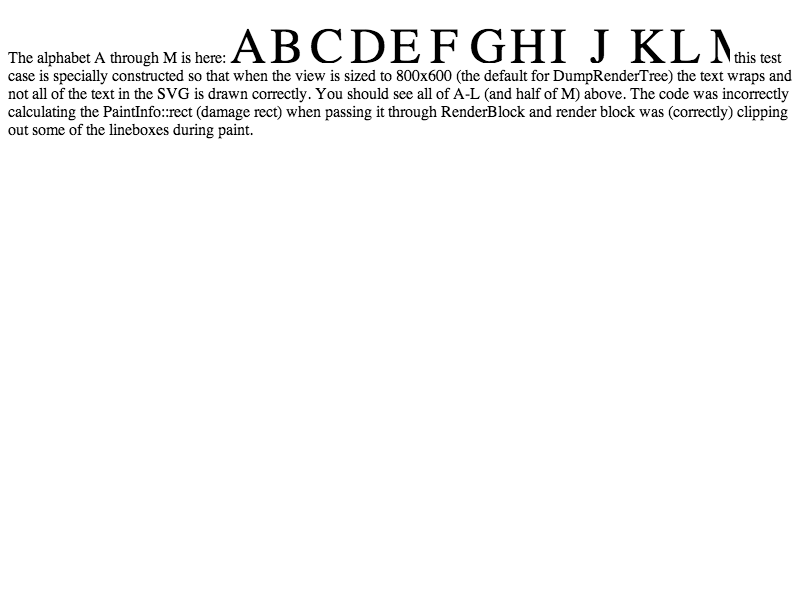 The alphabet A through M is here: A B C D E F G H I J K L M this test
case is specially constructed so that when the view is sized to 800x600 (the default for DumpRenderTree) the text wraps and
not all of the text in the SVG is drawn correctly. You should see all of A-L (and half of M) above. The code was incorrectly
calculating the PaintInfo::rect (damage rect) when passing it through RenderBlock and render block was (correctly) clipping
out some of the lineboxes during paint.